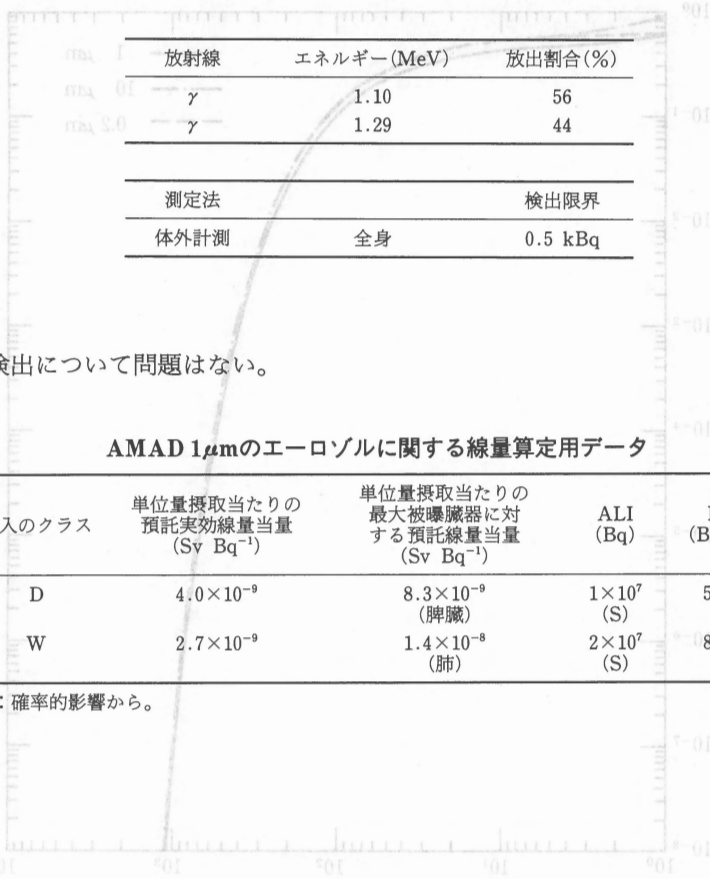 放射線 エネルギー(MeV) 放出割合(%)
γ 1.10 56
γ 1.29 44
測定法 検出限界
体外計測 全身 0.5 kBq
検出について問題はない。
AMAD 1μmのエーロゾルに関する線量算定用データ
入のクラス 単位量摂取当たりの預託実効線量当量(Sv Bq⁻¹) 単位量摂取当たりの最大被曝臓器に対する預託線量当量(Sv Bq⁻¹) ALI(Bq) (B
D 4.0×10⁻⁹ 8.3×10⁻⁹ 1×10⁷ 5
(脾臓) (S)
W 2.7×10⁻⁹ 1.4×10⁻⁸ 2×10⁷ 8
(肺) (S)
：確率的影響から。